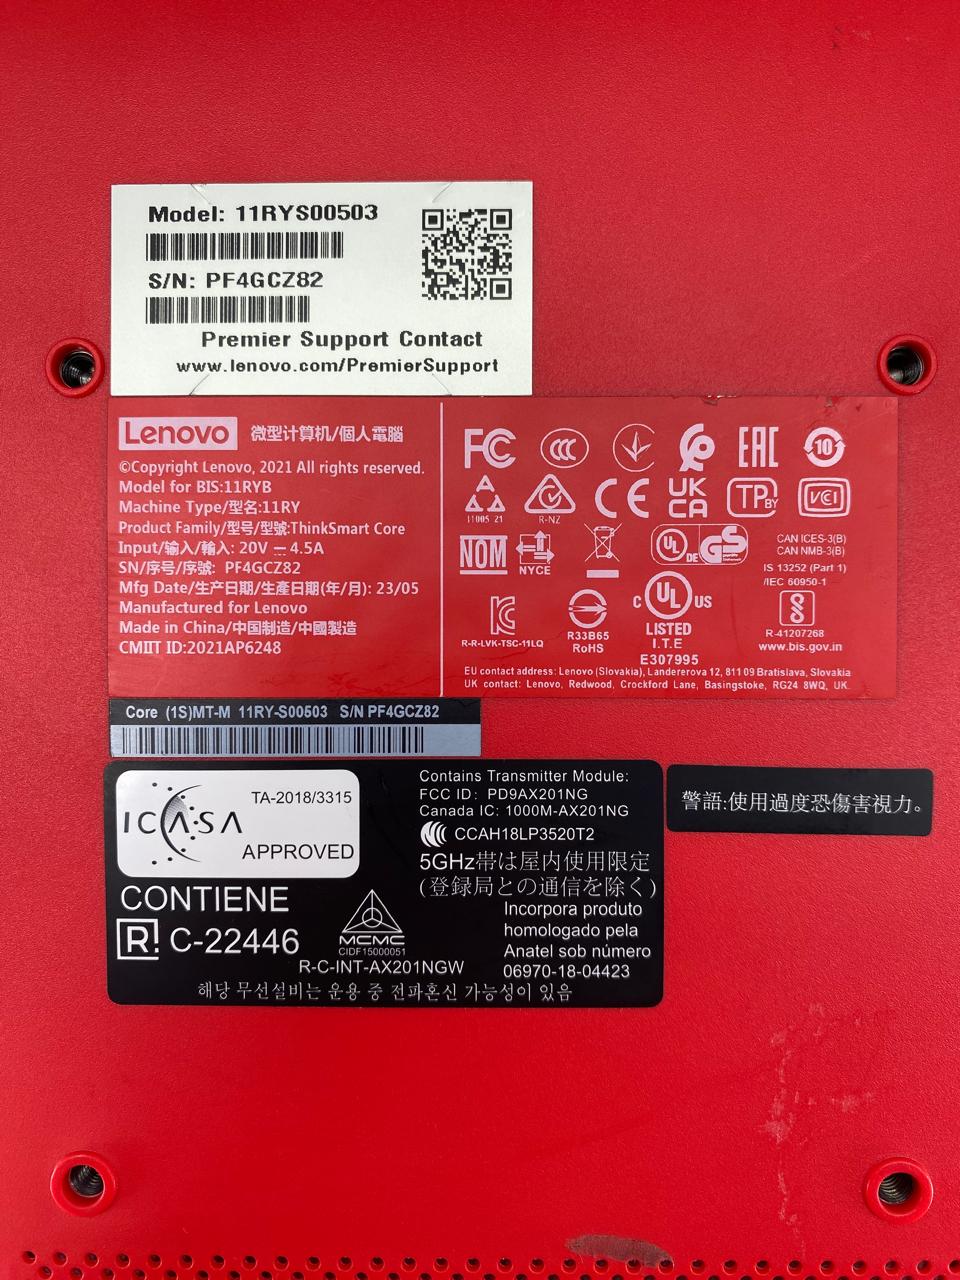 Model: 11RYS00503
S/N: PF4GCZ82
Premier Support Contact
www.lenovo.com/PremierSupport
Lenovo 微型计算机/個人電腦
©Copyright Lenovo, 2021 All rights reserved.
Model for BIS:11RYB
Machine Type/型名:11RY
Product Family/型号/型號:ThinkSmart Core
Input/输入/輸入: 20V ⎓ 4.5A
SN/序号/序號: PF4GCZ82
Mfg Date/生产日期/生產日期(年/月): 23/05
Manufactured for Lenovo
Made in China/中国制造/中國製造
CMIIT ID:2021AP6248
FC CCC EAC 10
11005 21 R-NZ CE UK CA TP BY VCI
NOM NYCE UL DE GS
CAN ICES-3(B)
CAN NMB-3(B)
IS 13252 (Part 1)
/IEC 60950-1
R-R-LVK-TSC-11LQ
R33B65
RoHS
C UL US
LISTED
I.T.E
E307995
R-41207268
www.bis.gov.in
EU contact address: Lenovo (Slovakia), Landererova 12, 811 09 Bratislava, Slovakia
UK contact: Lenovo, Redwood, Crockford Lane, Basingstoke, RG24 8WQ, UK.
Core (1S)MT-M 11RY-S00503 S/N PF4GCZ82
ICASA
TA-2018/3315
APPROVED
CONTIENE
R! C-22446
MCMC
CIDF15000051
Contains Transmitter Module:
FCC ID: PD9AX201NG
Canada IC: 1000M-AX201NG
CCAH18LP3520T2
5GHz帯は屋内使用限定
(登録局との通信を除く)
Incorpora produto
homologado pela
Anatel sob número
06970-18-04423
R-C-INT-AX201NGW
해당 무선설비는 운용 중 전파혼신 가능성이 있음
警語:使用過度恐傷害視力。